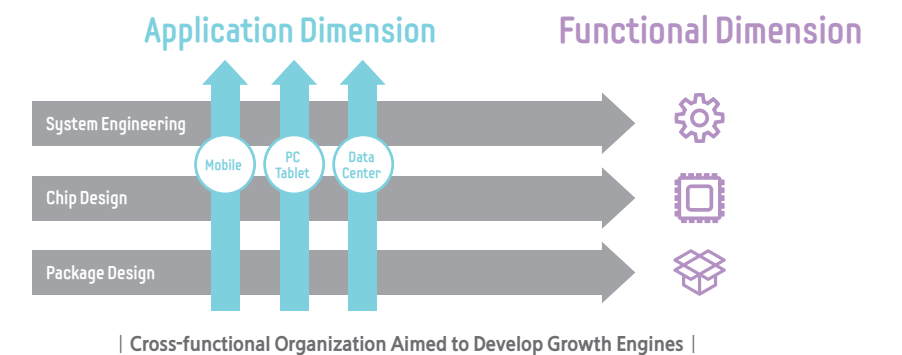 Application Dimension
Functional Dimension
System Engineering
Mobile
PC
Tablet
Data
Center
Chip Design
Package Design
| Cross-functional Organization Aimed to Develop Growth Engines |